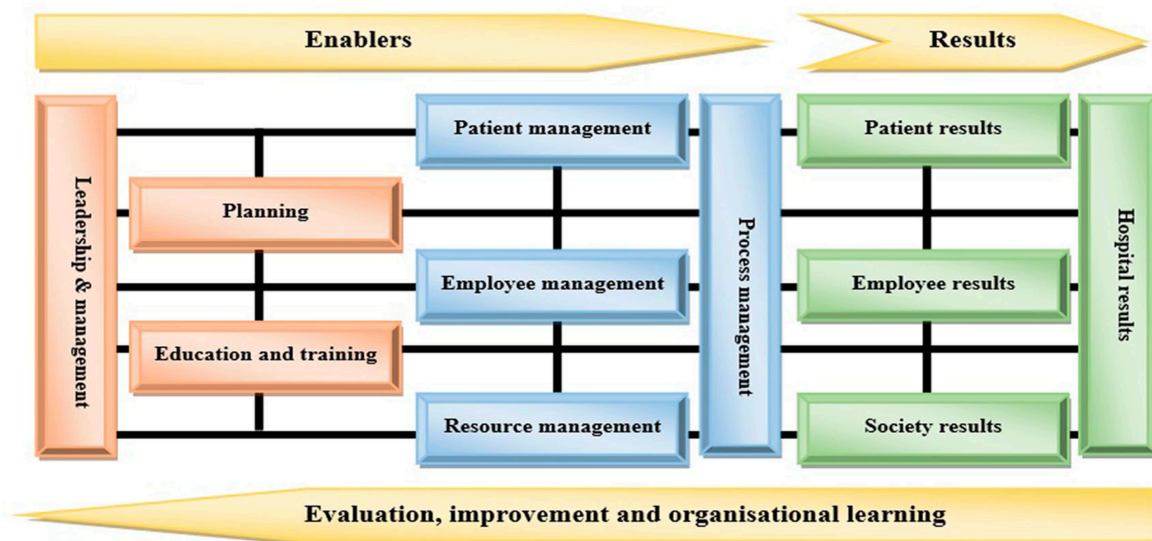 Enablers
Results
Leadership & management
Planning
Education and training
Patient management
Employee management
Resource management
Process management
Patient results
Employee results
Society results
Hospital results
Evaluation, improvement and organisational learning